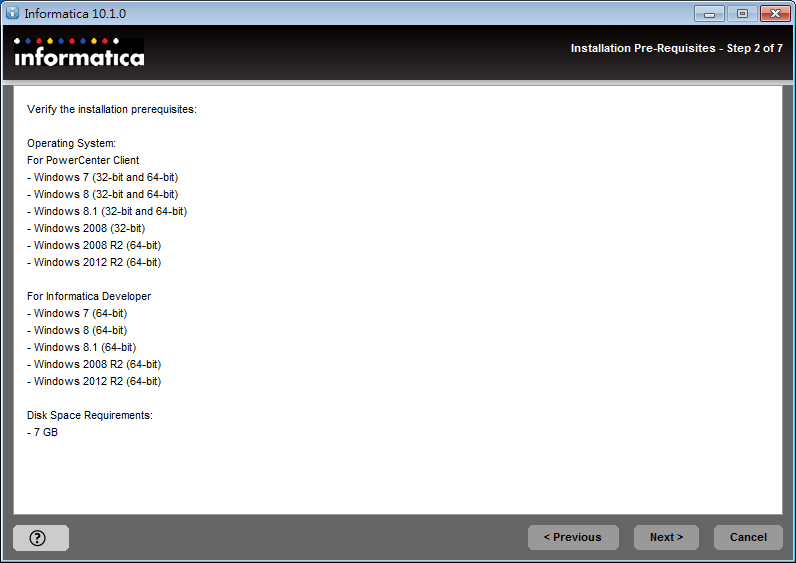 Informatica 10.1.0
informatica
Installation Pre-Requisites - Step 2 of 7
Verify the installation prerequisites:
Operating System:
For PowerCenter Client
- Windows 7 (32-bit and 64-bit)
- Windows 8 (32-bit and 64-bit)
- Windows 8.1 (32-bit and 64-bit)
- Windows 2008 (32-bit)
- Windows 2008 R2 (64-bit)
- Windows 2012 R2 (64-bit)
For Informatica Developer
- Windows 7 (64-bit)
- Windows 8 (64-bit)
- Windows 8.1 (64-bit)
- Windows 2008 R2 (64-bit)
- Windows 2012 R2 (64-bit)
Disk Space Requirements:
- 7 GB
?
< Previous
Next >
Cancel